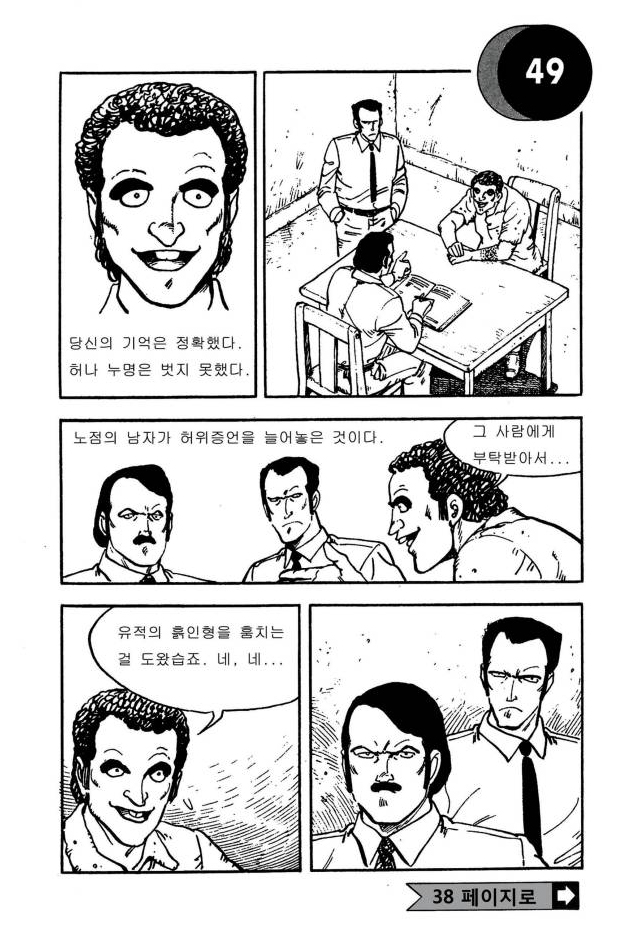 49
당신의 기억은 정확했다.
허나 누명은 벗지 못했다.
노점의 남자가 허위증언을 늘어놓은 것이다.
그 사람에게
부탁받아서...
유적의 흙인형을 훔치는
걸 도왔습죠. 네, 네...
38 페이지로